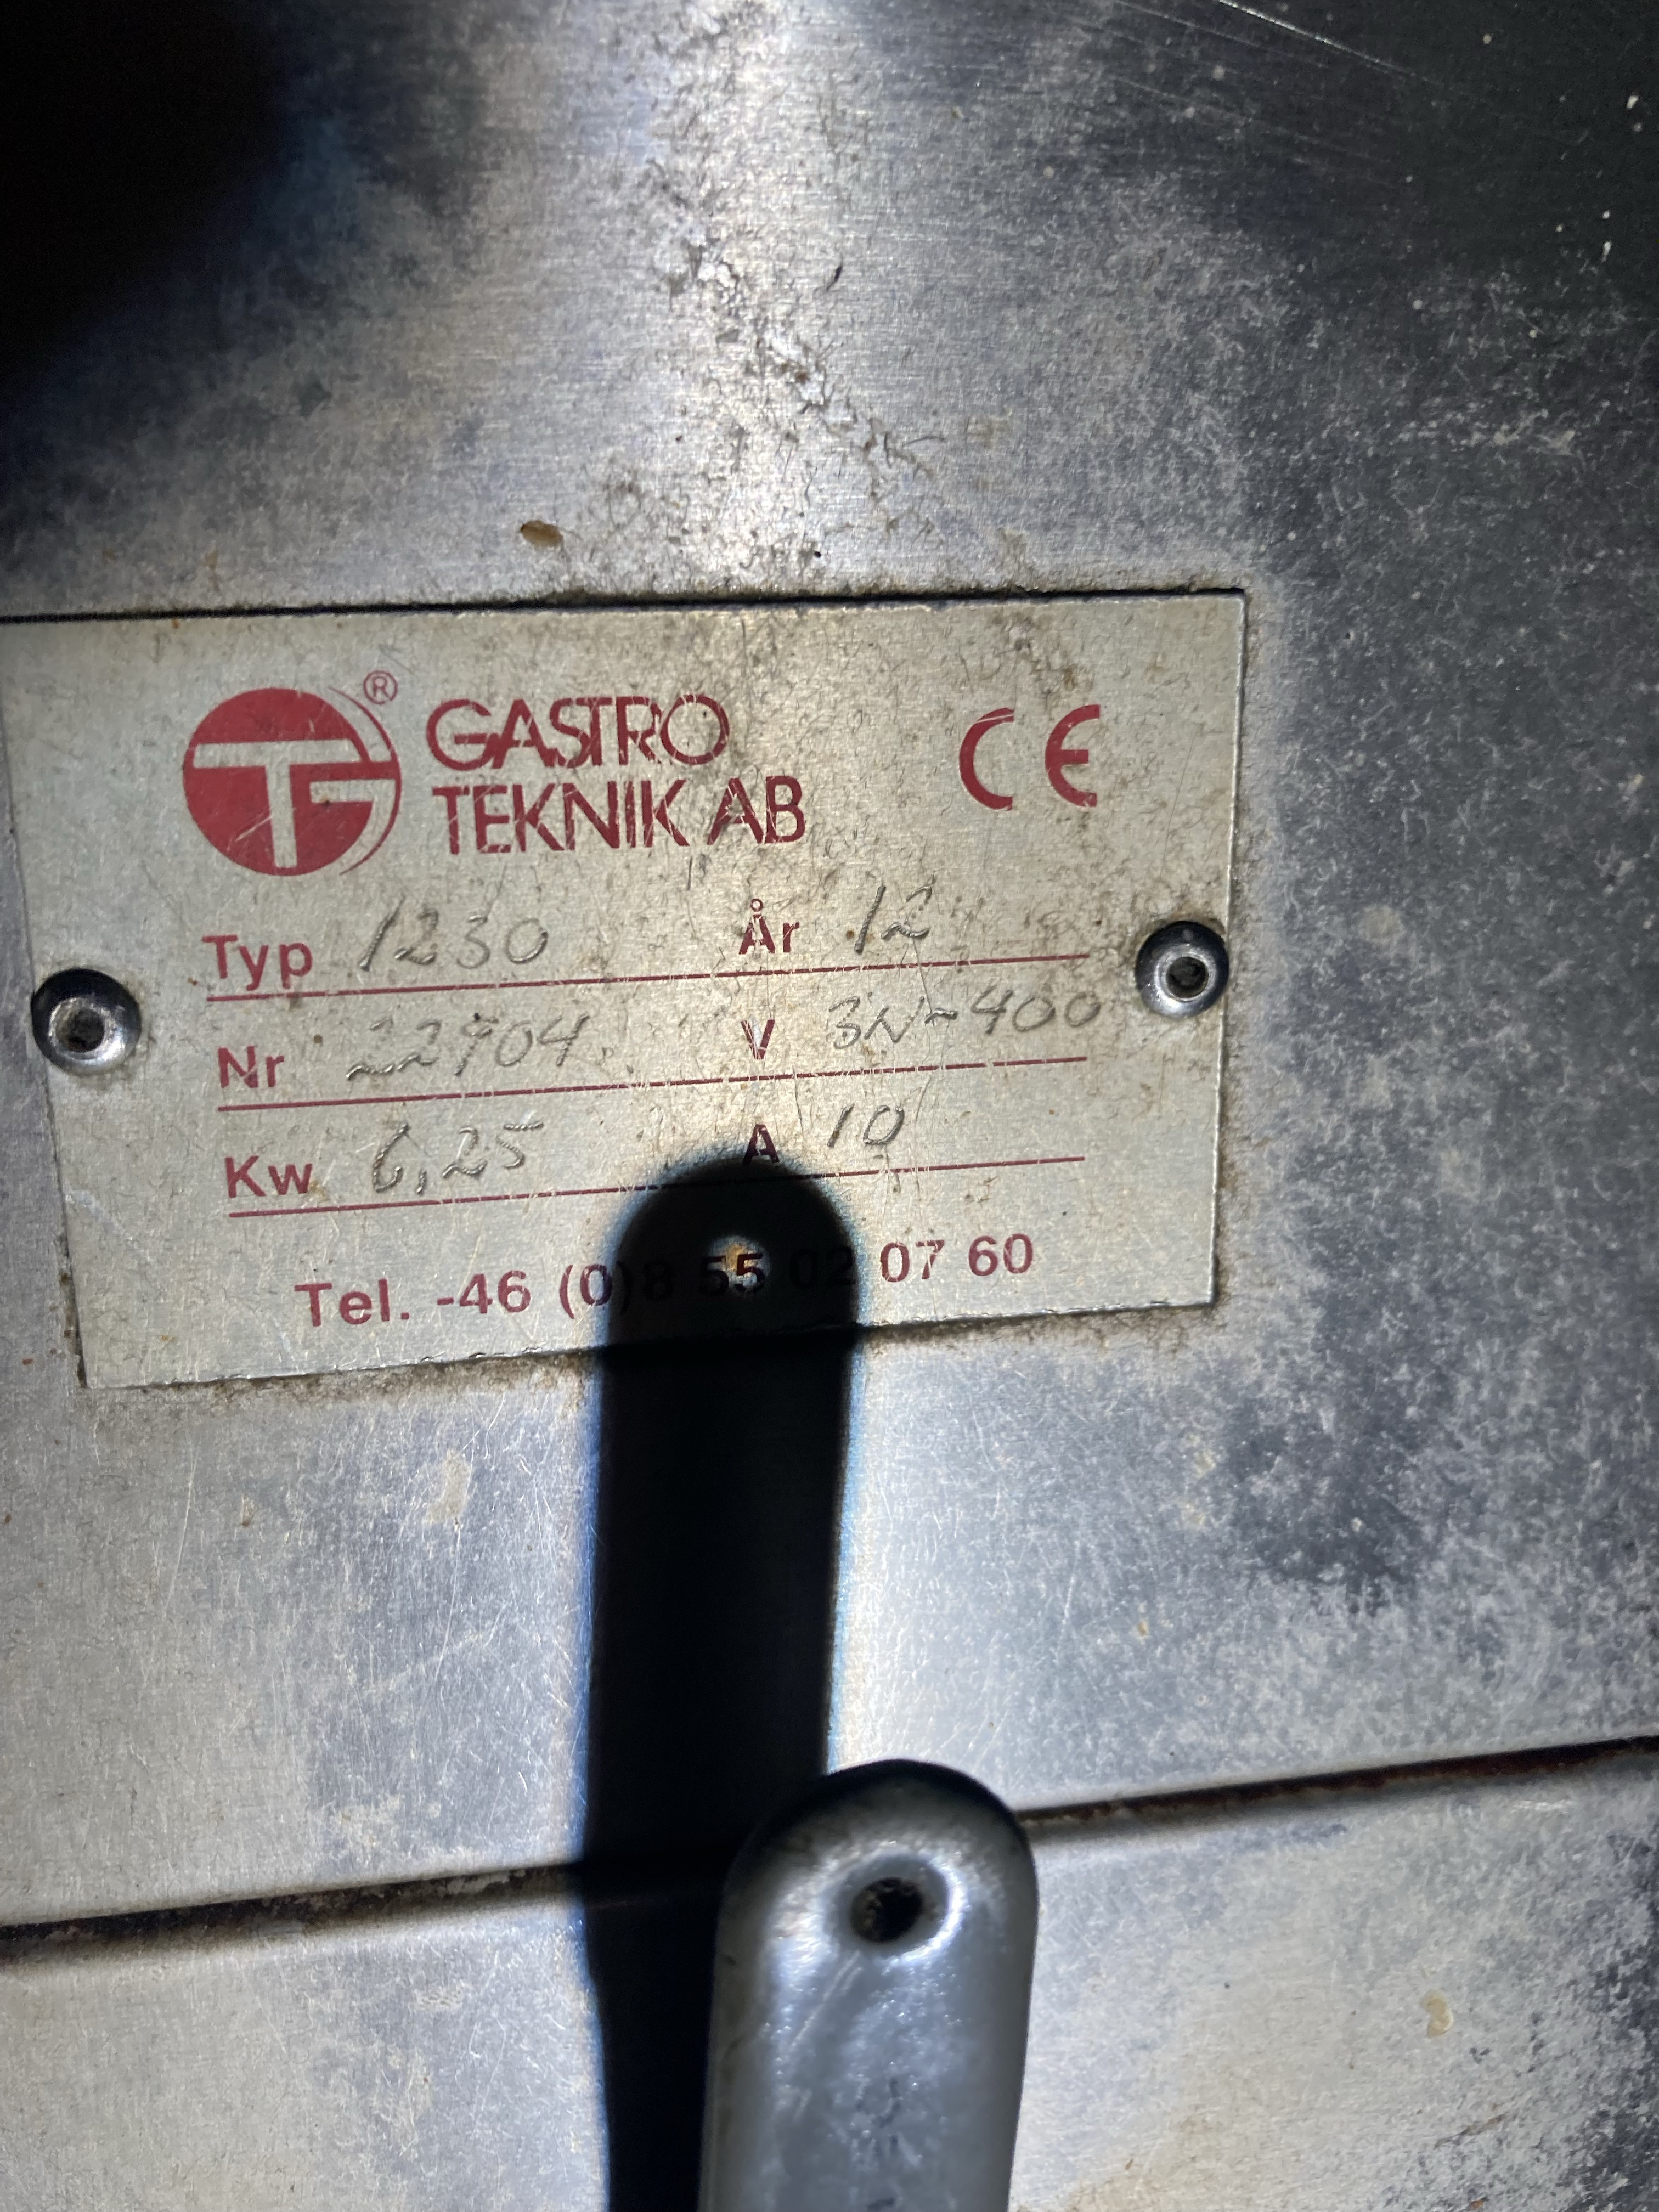 ® GASTRO
TEKNIK AB
CE
Typ 1230 År 12
Nr 22904 V 3N~400
Kw 6,25 A 10
Tel. -46 (0)8 55 02 07 60